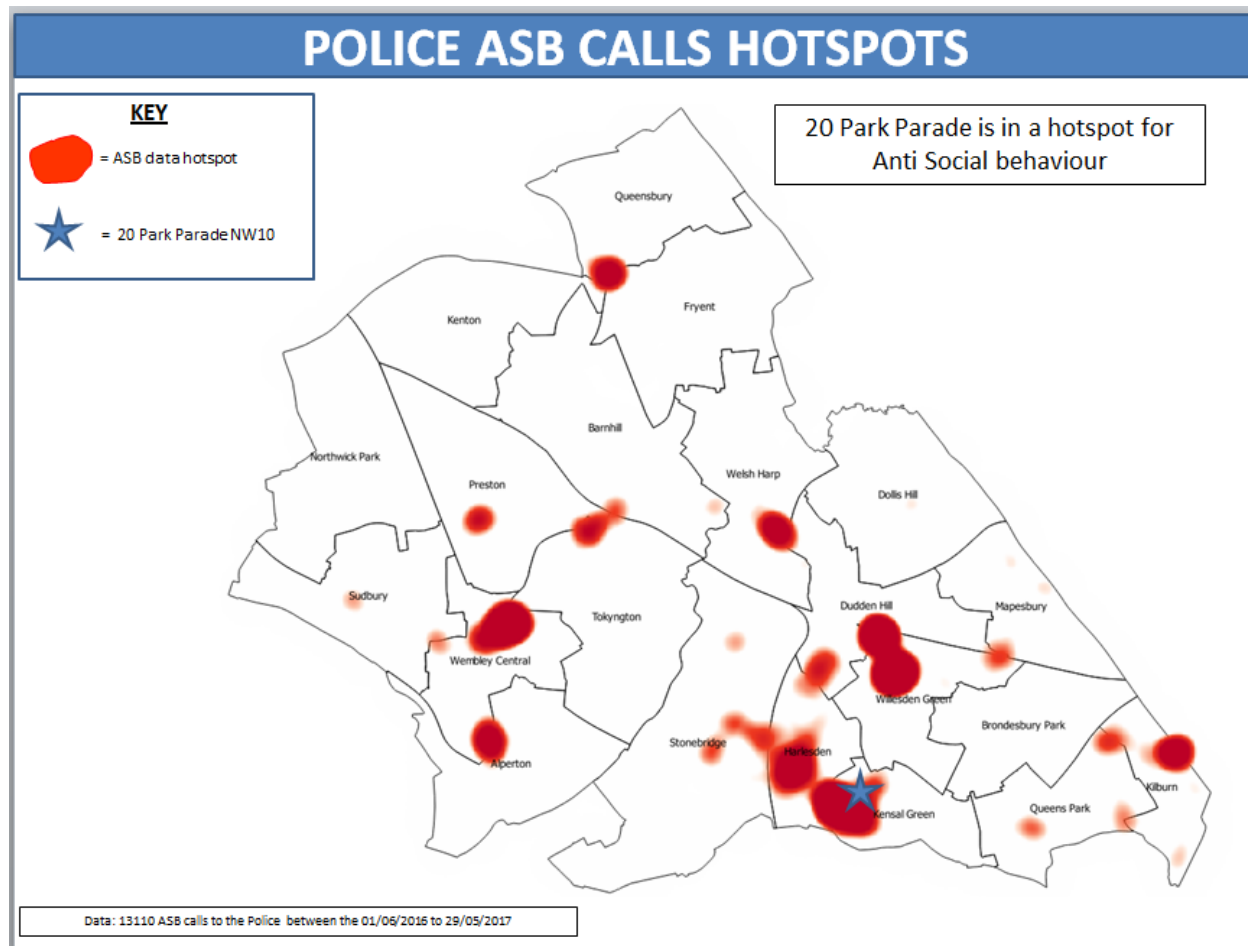 POLICE ASB CALLS HOTSPOTS
KEY
= ASB data hotspot
= 20 Park Parade NW10
20 Park Parade is in a hotspot for
Anti Social behaviour
Queensbury
Kenton
Fryent
Barnhill
Northwick Park
Preston
Welsh Harp
Dollis Hill
Sudbury
Tokyngton
Dudden Hill
Mapesbury
Wembley Central
Willesden Green
Brondesbury Park
Stonebridge
Harlesden
Alperton
Kilburn
Queens Park
Kensal Green
Data: 13110 ASB calls to the Police between the 01/06/2016 to 29/05/2017